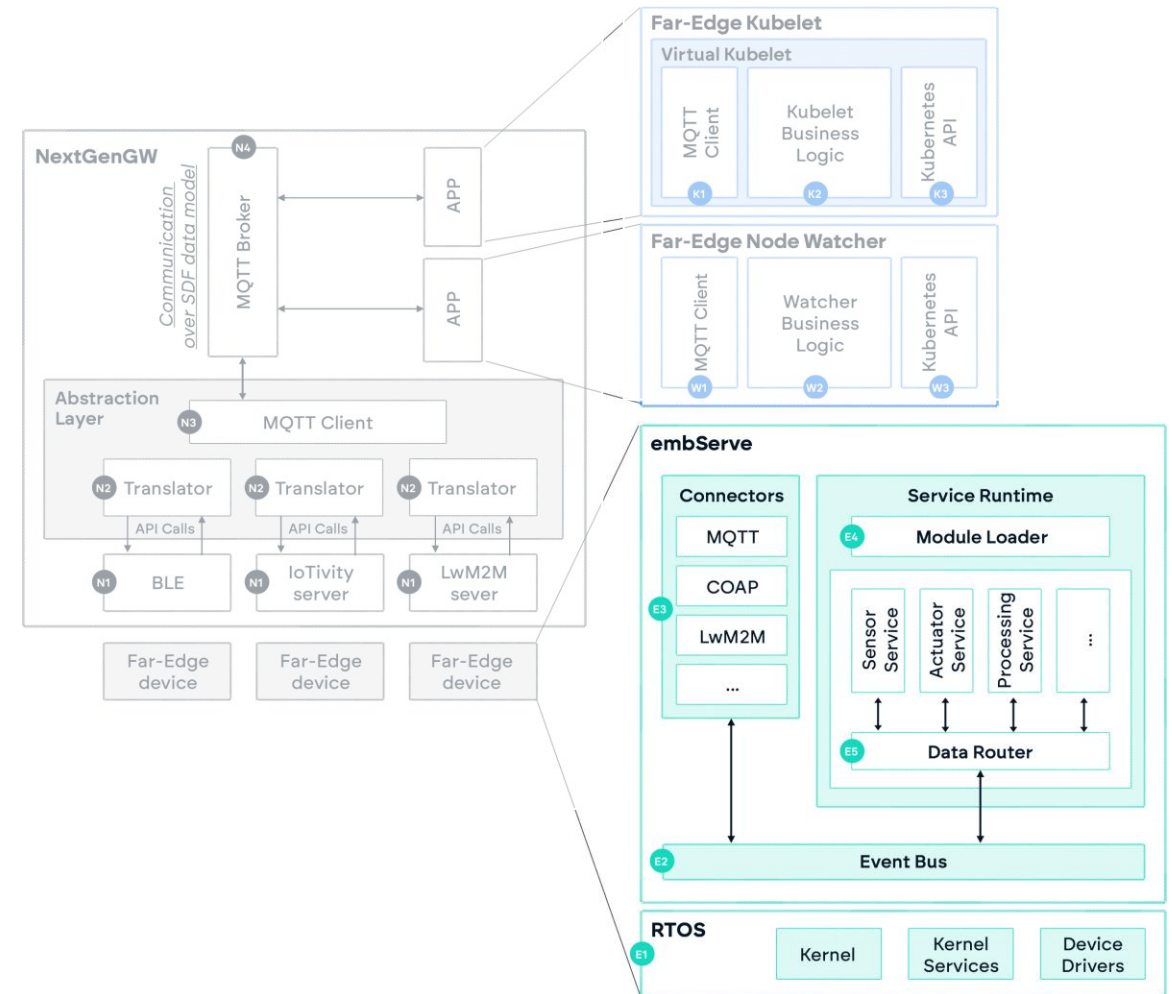 NextGenGW
N4
MQTT Broker
Communication
over SDF data model
APP
APP
Abstraction
Layer
N3
MQTT Client
N2
Translator
N2
Translator
N2
Translator
API Calls
API Calls
API Calls
N1
BLE
N1
IoTivity
server
N1
LwM2M
sever
Far-Edge
device
Far-Edge
device
Far-Edge
device
Far-Edge Kubelet
Virtual Kubelet
MQTT
Client
K1
Kubelet
Business
Logic
K2
Kubernetes
API
K3
Far-Edge Node Watcher
MQTT Client
W1
Watcher
Business
Logic
W2
Kubernetes
API
W3
embServe
Connectors
MQTT
COAP
E3
LwM2M
...
Service Runtime
E4
Module Loader
Sensor
Service
Actuator
Service
Processing
Service
...
E5
Data Router
E2
Event Bus
RTOS
E1
Kernel
Kernel
Services
Device
Drivers